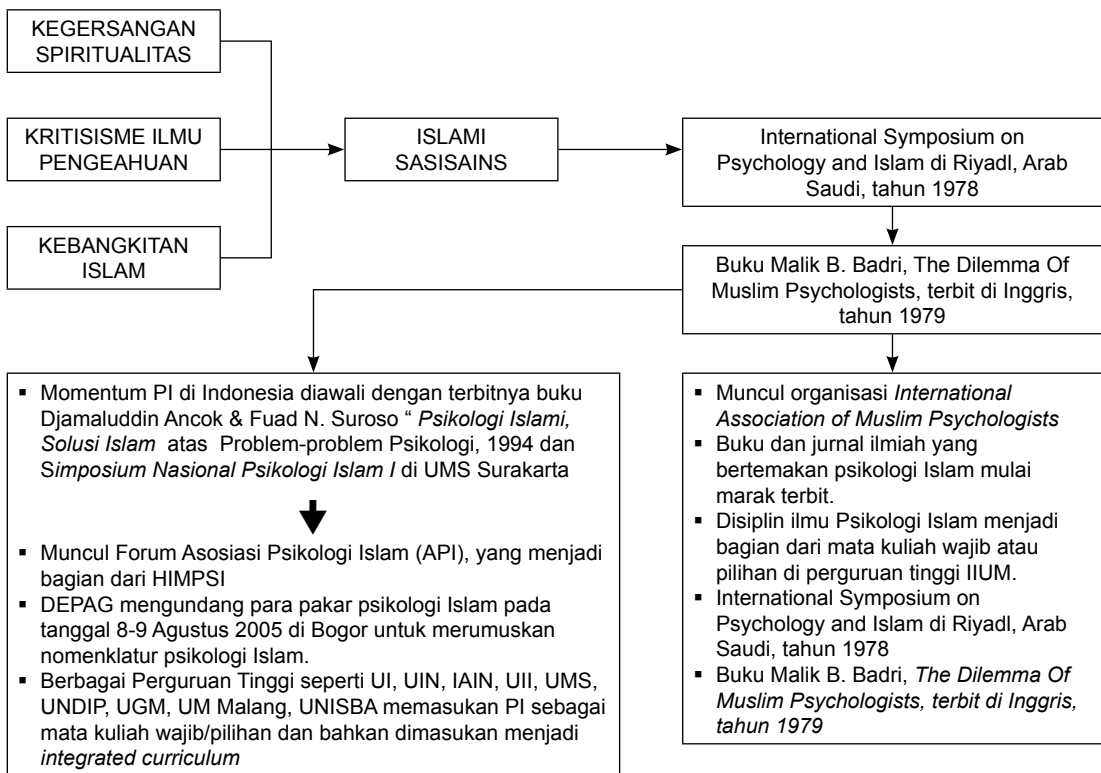 KEGERSANGAN
SPIRITUALITAS
KRITISISME ILMU
PENGEAHUAN
KEBANGKITAN
ISLAM
ISLAMI
SASISAINS
International Symposium on
Psychology and Islam di Riyadl, Arab
Saudi, tahun 1978
Buku Malik B. Badri, The Dilemma Of
Muslim Psychologists, terbit di Inggris,
tahun 1979
▪ Momentum PI di Indonesia diawali dengan terbitnya buku
Djamaluddin Ancok & Fuad N. Suroso “ Psikologi Islami,
Solusi Islam atas Problem-problem Psikologi, 1994 dan
Simposium Nasional Psikologi Islam I di UMS Surakarta
▪ Muncul Forum Asosiasi Psikologi Islam (API), yang menjadi
bagian dari HIMPSI
▪ DEPAG mengundang para pakar psikologi Islam pada
tanggal 8-9 Agustus 2005 di Bogor untuk merumuskan
nomenklatur psikologi Islam.
▪ Berbagai Perguruan Tinggi seperti UI, UIN, IAIN, UII, UMS,
UNDIP, UGM, UM Malang, UNISBA memasukan PI sebagai
mata kuliah wajib/pilihan dan bahkan dimasukan menjadi
integrated curriculum
▪ Muncul organisasi International
Association of Muslim Psychologists
▪ Buku dan jurnal ilmiah yang
bertemakan psikologi Islam mulai
marak terbit.
▪ Disiplin ilmu Psikologi Islam menjadi
bagian dari mata kuliah wajib atau
pilihan di perguruan tinggi IIUM.
▪ International Symposium on
Psychology and Islam di Riyadl, Arab
Saudi, tahun 1978
▪ Buku Malik B. Badri, The Dilemma Of
Muslim Psychologists, terbit di Inggris,
tahun 1979